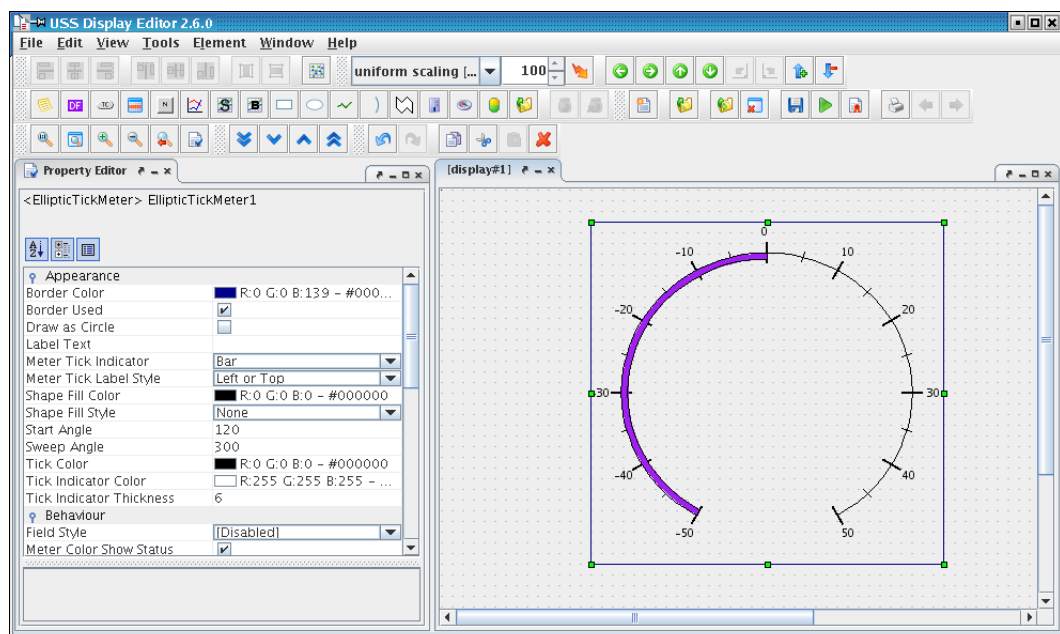 USS Display Editor 2.6.0
File Edit View Tools Element Window Help
uniform scaling [... 100
DF TC N S B
Property Editor
[display#1]
<EllipticTickMeter> EllipticTickMeter1
Appearance
Border Color R:0 G:0 B:139 - #000...
Border Used
Draw as Circle
Label Text
Meter Tick Indicator Bar
Meter Tick Label Style Left or Top
Shape Fill Color R:0 G:0 B:0 - #000000
Shape Fill Style None
Start Angle 120
Sweep Angle 300
Tick Color R:0 G:0 B:0 - #000000
Tick Indicator Color R:255 G:255 B:255 - ...
Tick Indicator Thickness 6
Behaviour
Field Style [Disabled]
Meter Color Show Status
0
-10 10
-20 20
30 30
-40 40
-50 50